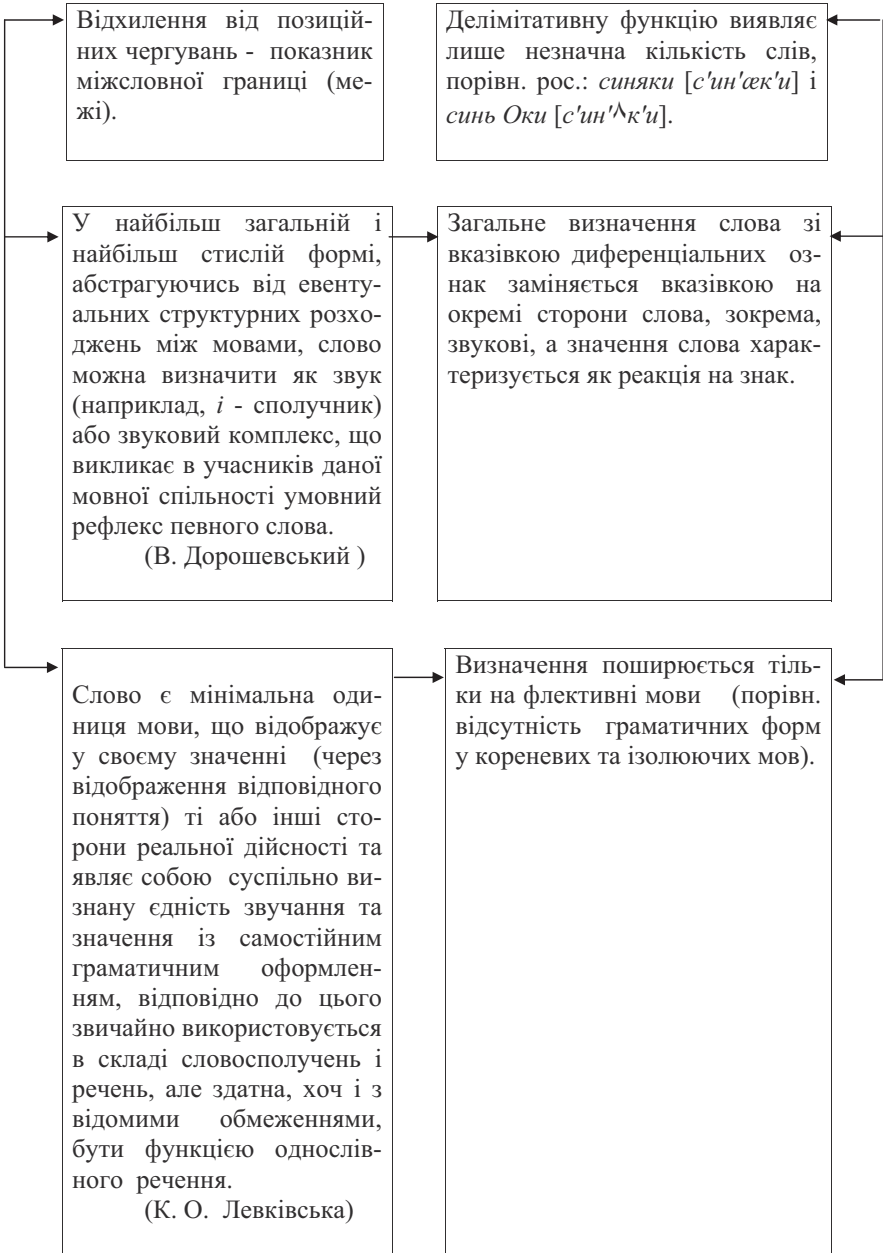 Відхилення від позицій-
них чергувань - показник
міжсловної границі (ме-
жі).
Делімітативну функцію виявляє
лише незначна кількість слів,
порівн. рос.: синяки [с'ин'æк'и] і
синь Оки [с'ин'ʌк'и].
У найбільш загальній і
найбільш стислій формі,
абстрагуючись від евенту-
альних структурних розхо-
джень між мовами, слово
можна визначити як звук
(наприклад, і - сполучник)
або звуковий комплекс, що
викликає в учасників даної
мовної спільності умовний
рефлекс певного слова.
(В. Дорошевський )
Загальне визначення слова зі
вказівкою диференціальних оз-
нак заміняється вказівкою на
окремі сторони слова, зокрема,
звукові, а значення слова харак-
теризується як реакція на знак.
Слово є мінімальна оди-
ниця мови, що відображує
у своєму значенні (через
відображення відповідного
поняття) ті або інші сто-
рони реальної дійсності та
являє собою суспільно ви-
знану єдність звучання та
значення із самостійним
граматичним оформлен-
ням, відповідно до цього
звичайно використовується
в складі словосполучень і
речень, але здатна, хоч і з
відомими обмеженнями,
бути функцією однослів-
ного речення.
(К. О. Левківська)
Визначення поширюється тіль-
ки на флективні мови (порівн.
відсутність граматичних форм
у кореневих та ізолюючих мов).